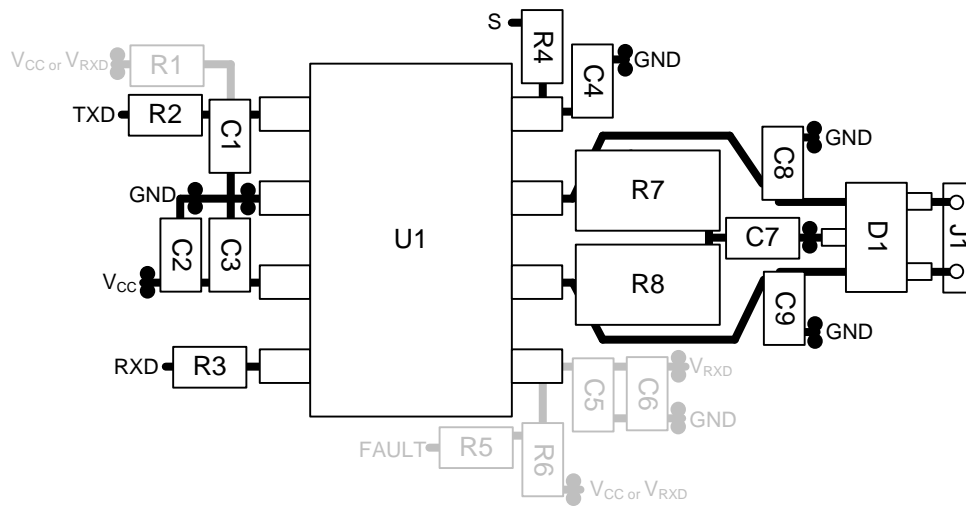 S
R4
C4
GND
VCC or VRXD
R1
TXD
R2
C1
GND
C2
C3
VCC
RXD
R3
U1
R7
R8
C7
C8
GND
D1
J1
C9
GND
C5
C6
VRXD
GND
FAULT
R5
R6
VCC or VRXD